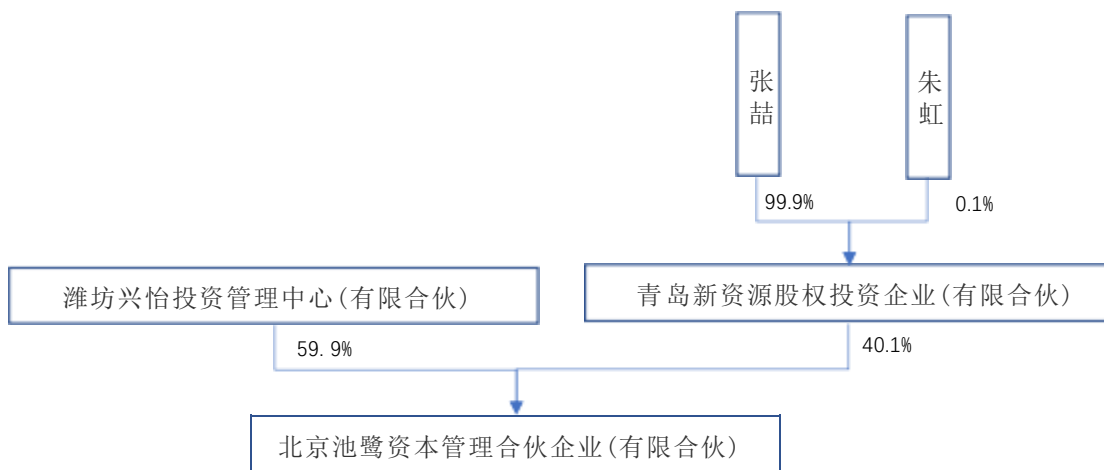 张喆
朱虹
99.9%
0.1%
潍坊兴怡投资管理中心(有限合伙)
青岛新资源股权投资企业(有限合伙)
59. 9%
40.1%
北京池鹭资本管理合伙企业(有限合伙)